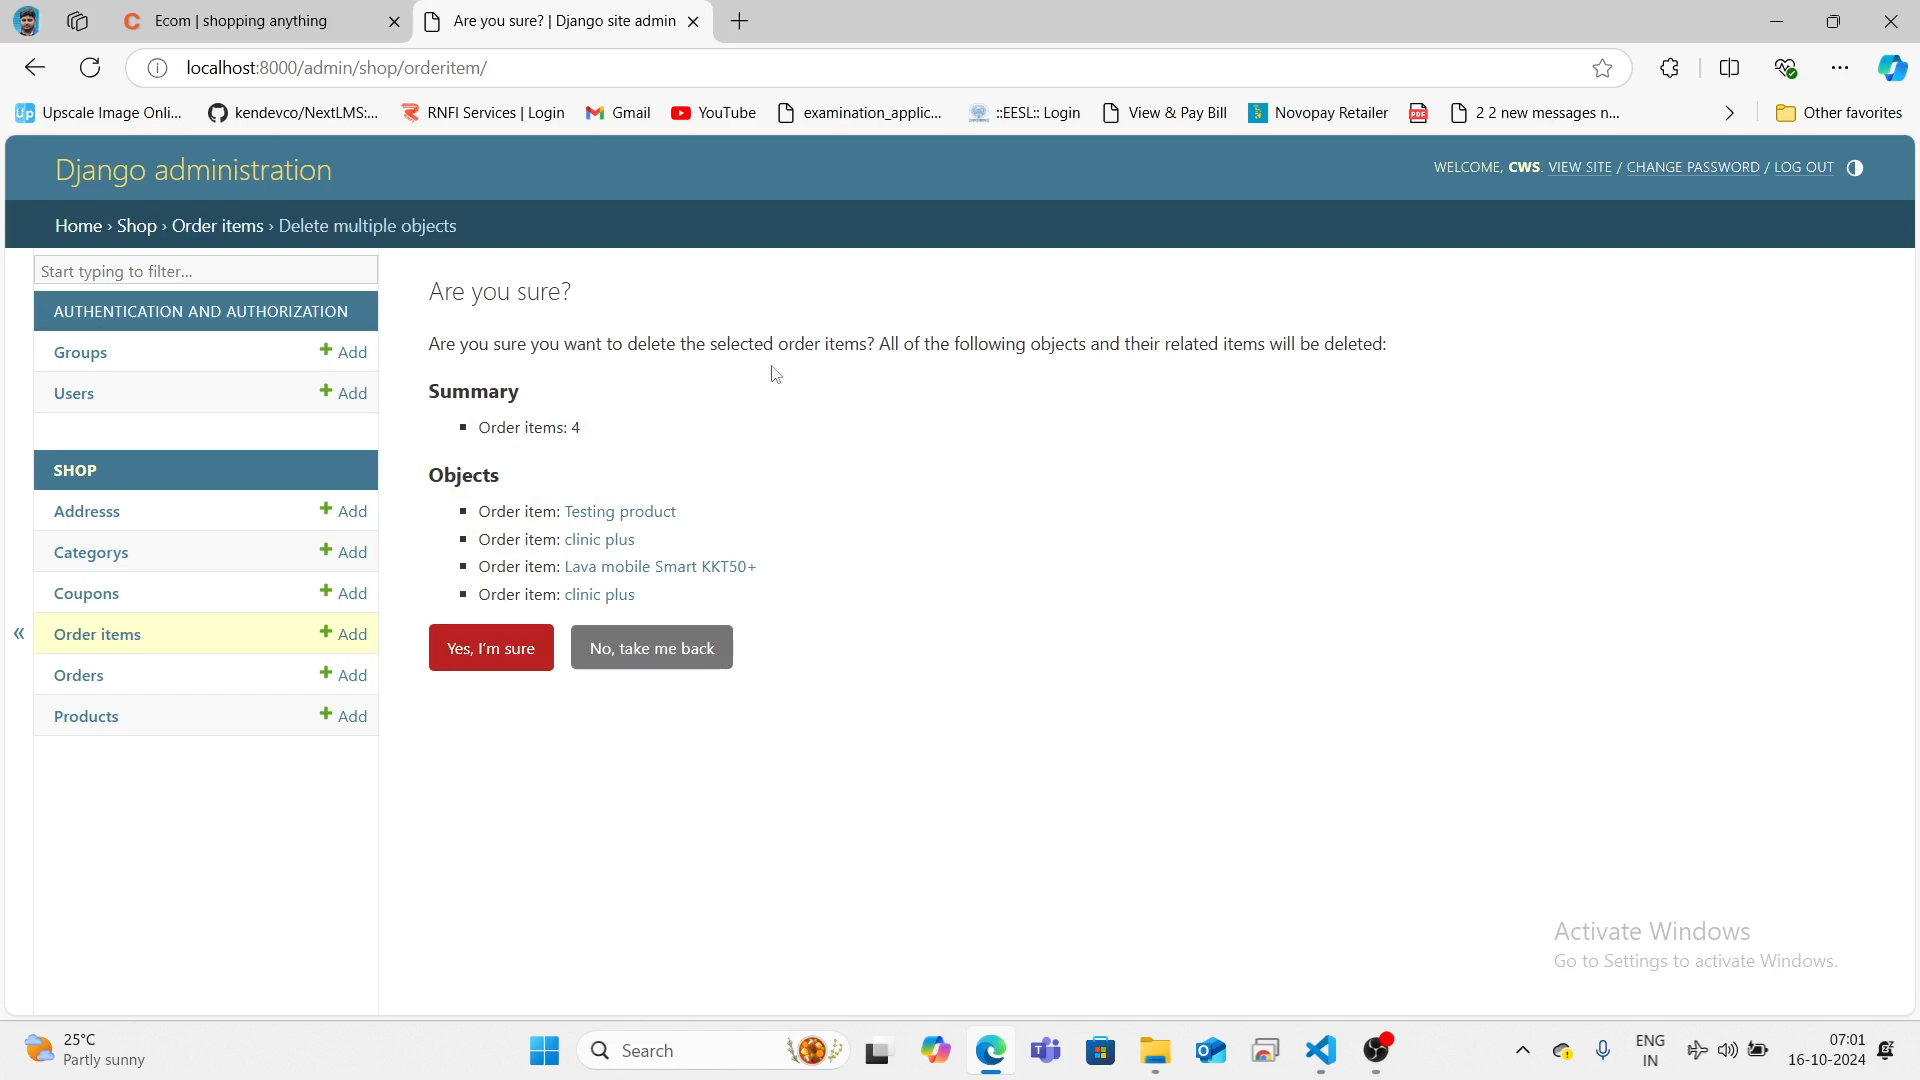 Ecom | shopping anything
Are you sure? | Django site admin
localhost:8000/admin/shop/orderitem/
Upscale Image Onli...
kendevco/NextLMS:...
RNFI Services | Login
Gmail
YouTube
examination_applic...
::EESL:: Login
View & Pay Bill
Novopay Retailer
PDF
2 2 new messages n...
Other favorites
Django administration
WELCOME, CWS. VIEW SITE / CHANGE PASSWORD / LOG OUT
Home › Shop › Order items › Delete multiple objects
Start typing to filter...
AUTHENTICATION AND AUTHORIZATION
Groups + Add
Users + Add
SHOP
Addresss + Add
Categorys + Add
Coupons + Add
« Order items + Add
Orders + Add
Products + Add
Are you sure?
Are you sure you want to delete the selected order items? All of the following objects and their related items will be deleted:
Summary
Order items: 4
Objects
Order item: Testing product
Order item: clinic plus
Order item: Lava mobile Smart KKT50+
Order item: clinic plus
Yes, I'm sure
No, take me back
Activate Windows
Go to Settings to activate Windows.
25°C
Partly sunny
Search
ENG
IN
07:01
16-10-2024